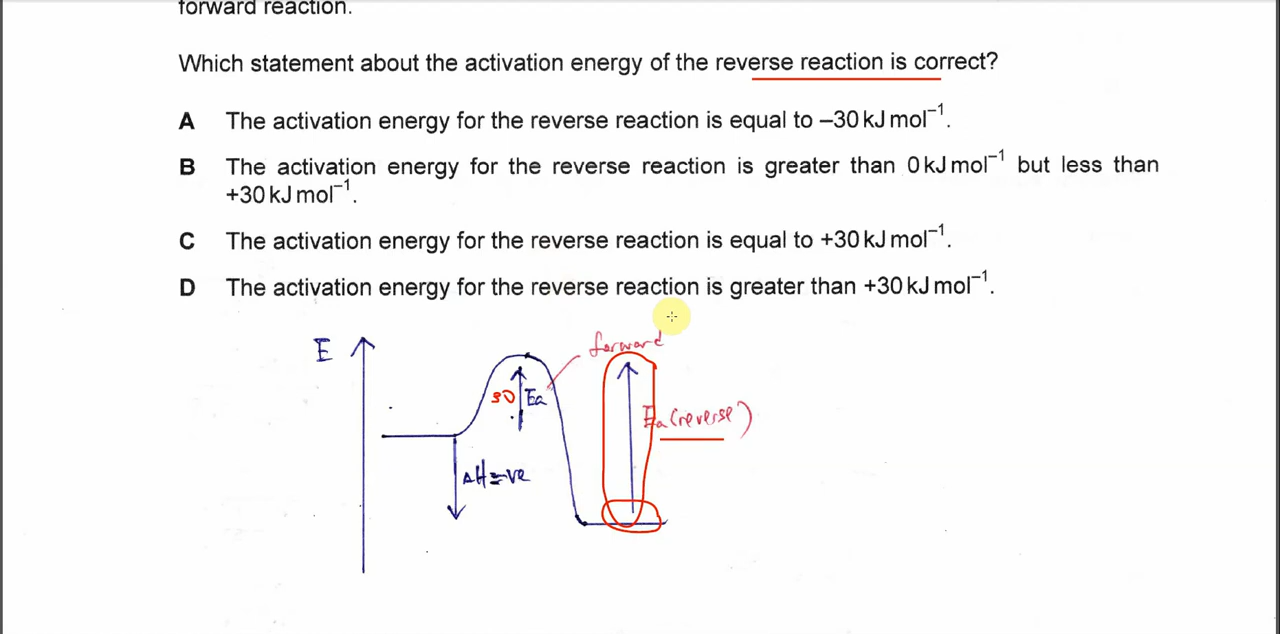 forward reaction.
Which statement about the activation energy of the reverse reaction is correct?
A The activation energy for the reverse reaction is equal to –30 kJ mol⁻¹.
B The activation energy for the reverse reaction is greater than 0 kJ mol⁻¹ but less than
+30 kJ mol⁻¹.
C The activation energy for the reverse reaction is equal to +30 kJ mol⁻¹.
D The activation energy for the reverse reaction is greater than +30 kJ mol⁻¹.
E
forward
30 Ea
Ea (reverse)
ΔH=-ve